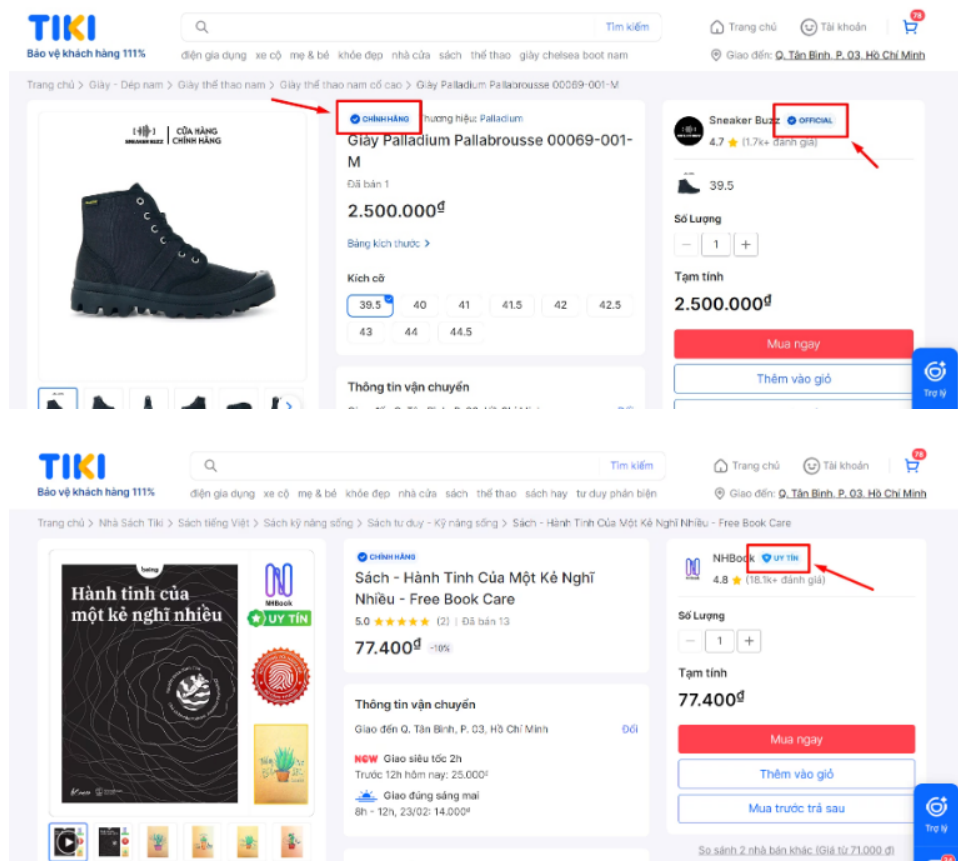 TIKI
Tìm kiếm
Trang chủ
Tài khoản
78
Bảo vệ khách hàng 111%
điện gia dụng xe cộ mẹ & bé khỏe đẹp nhà cửa sách thể thao giày chelsea boot nam
Giao đến: Q. Tân Bình, P. 03, Hồ Chí Minh
Trang chủ > Giày - Dép nam > Giày thể thao nam > Giày thể thao nam cổ cao > Giày Palladium Pallabrousse 00069-001-M
SNEAKER BUZZ
CỬA HÀNG
CHÍNH HÃNG
CHÍNH HÃNG
Thương hiệu: Palladium
Giày Palladium Pallabrousse 00069-001-
M
Đã bán 1
2.500.000₫
Bảng kích thước >
Kích cỡ
39.5 40 41 41.5 42 42.5
43 44 44.5
Thông tin vận chuyển
Sneaker Buzz OFFICIAL
4.7 (1.7k+ đánh giá)
39.5
Số Lượng
1
Tạm tính
2.500.000₫
Mua ngay
Thêm vào giỏ
Trợ lý
TIKI
Tìm kiếm
Trang chủ
Tài khoản
78
Bảo vệ khách hàng 111%
điện gia dụng xe cộ mẹ & bé khỏe đẹp nhà cửa sách thể thao sách hay tư duy phản biện
Giao đến: Q. Tân Bình, P. 03, Hồ Chí Minh
Trang chủ > Nhà Sách Tiki > Sách tiếng Việt > Sách kỹ năng sống > Sách tư duy - Kỹ năng sống > Sách - Hành Tinh Của Một Kẻ Nghĩ Nhiều - Free Book Care
being
Hành tinh của
một kẻ nghĩ nhiều
NHBook
UY TÍN
CHÍNH HÃNG
Sách - Hành Tinh Của Một Kẻ Nghĩ
Nhiều - Free Book Care
5.0 (2) | Đã bán 13
77.400₫ -10%
Thông tin vận chuyển
Giao đến Q. Tân Bình, P. 03, Hồ Chí Minh
Đổi
NOW Giao siêu tốc 2h
Trước 12h hôm nay: 25.000₫
Giao đúng sáng mai
8h - 12h, 23/02: 14.000₫
NHBook UY TÍN
4.8 (18.1k+ đánh giá)
Số Lượng
1
Tạm tính
77.400₫
Mua ngay
Thêm vào giỏ
Mua trước trả sau
So sánh 2 nhà bán khác (Giá từ 71.000 ₫)
Trợ lý